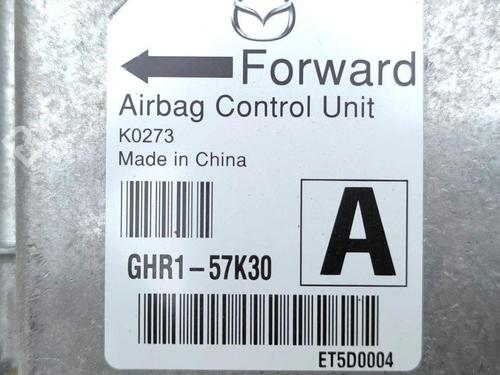 Forward
Airbag Control Unit
K0273
Made in China
A
GHR1-57K30
ET5D0004